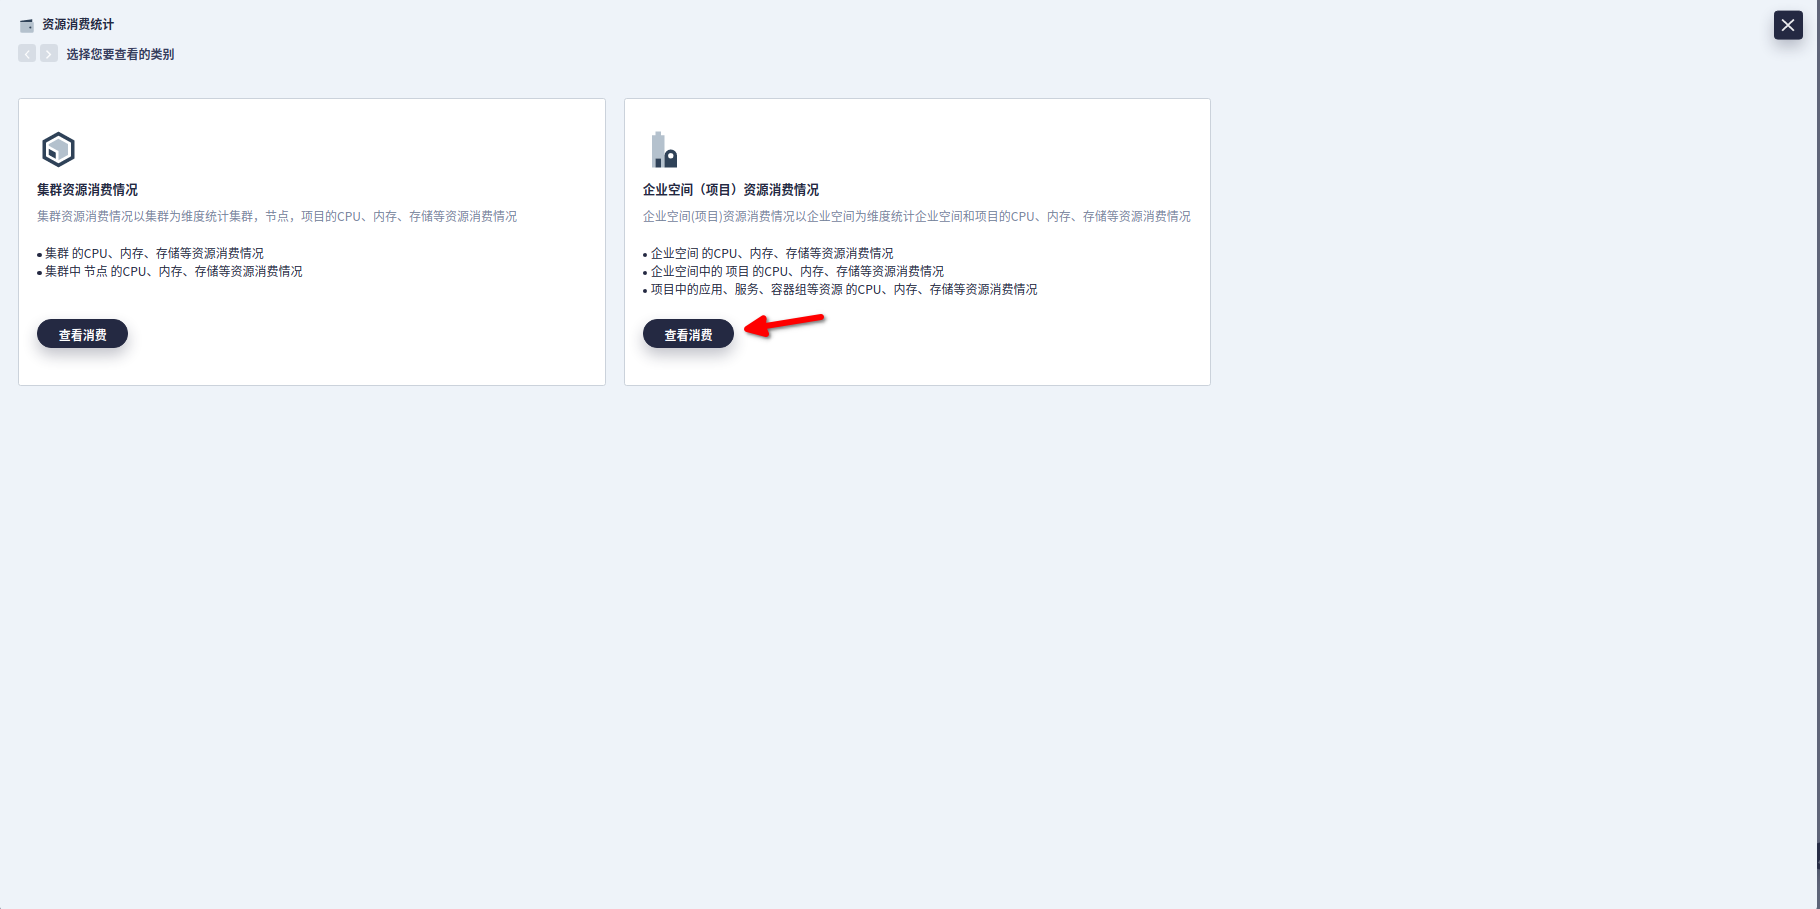 资源消费统计
选择您要查看的类别
集群资源消费情况
集群资源消费情况以集群为维度统计集群，节点，项目的CPU、内存、存储等资源消费情况
• 集群 的CPU、内存、存储等资源消费情况
• 集群中 节点 的CPU、内存、存储等资源消费情况
查看消费
企业空间（项目）资源消费情况
企业空间(项目)资源消费情况以企业空间为维度统计企业空间和项目的CPU、内存、存储等资源消费情况
• 企业空间 的CPU、内存、存储等资源消费情况
• 企业空间中的 项目 的CPU、内存、存储等资源消费情况
• 项目中的应用、服务、容器组等资源 的CPU、内存、存储等资源消费情况
查看消费